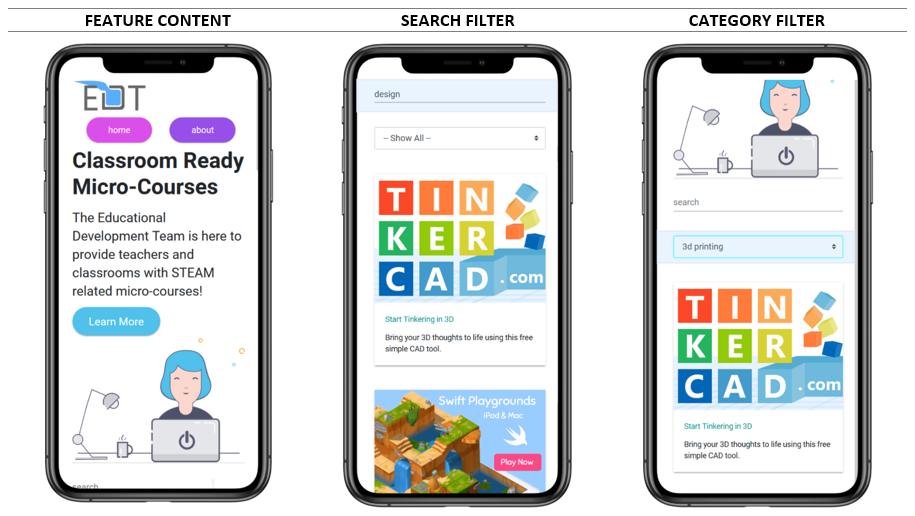 FEATURE CONTENT
SEARCH FILTER
CATEGORY FILTER
EDT
home
about
Classroom Ready
Micro-Courses
The Educational
Development Team is here to
provide teachers and
classrooms with STEAM
related micro-courses!
Learn More
search
design
-- Show All --
TIN
KER
CAD.com
Start Tinkering in 3D
Bring your 3D thoughts to life using this free
simple CAD tool.
Swift Playgrounds
iPod & Mac
Play Now
search
3d printing
TIN
KER
CAD.com
Start Tinkering in 3D
Bring your 3D thoughts to life using this free
simple CAD tool.